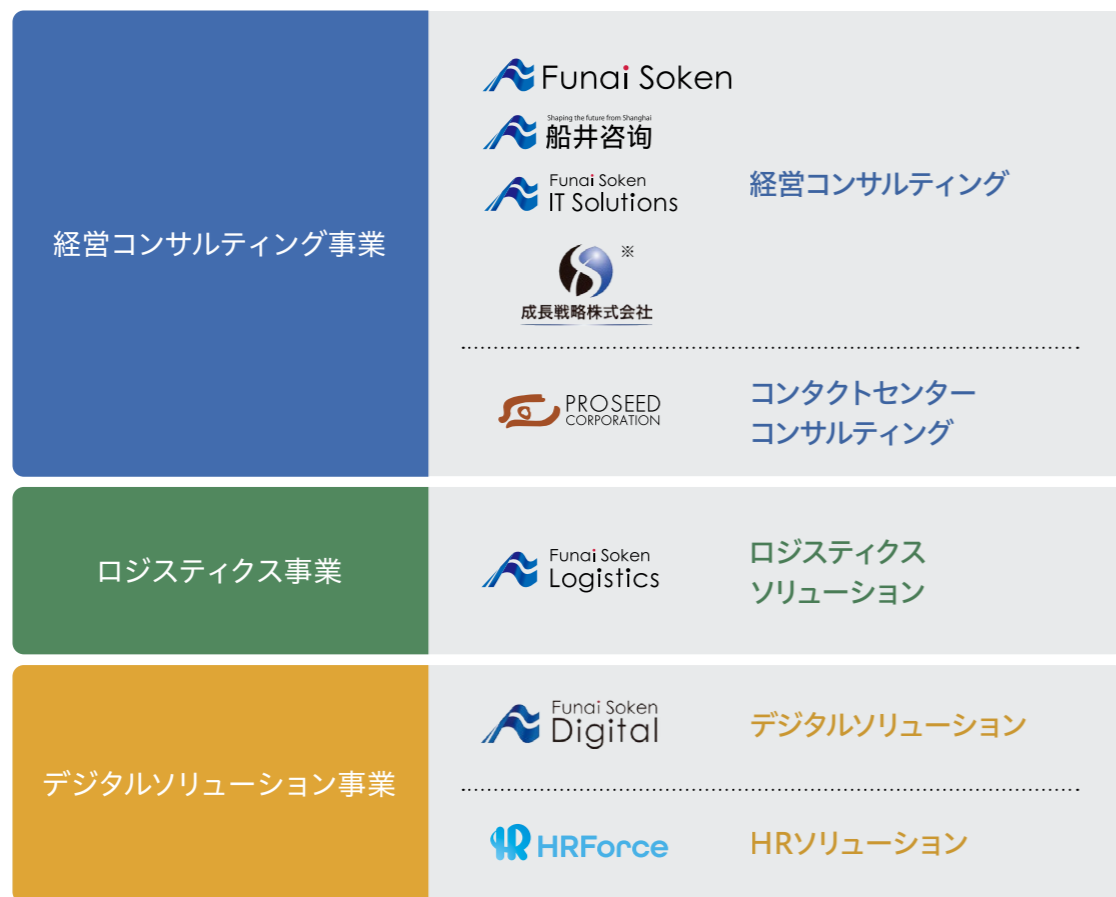 経営コンサルティング事業
Funai Soken
Shaping the future from Shanghai
船井咨询
Funai Soken
IT Solutions
※
成長戦略株式会社
経営コンサルティング
PROSEED
CORPORATION
コンタクトセンター
コンサルティング
ロジスティクス事業
Funai Soken
Logistics
ロジスティクス
ソリューション
デジタルソリューション事業
Funai Soken
Digital
デジタルソリューション
HR HRForce
HRソリューション